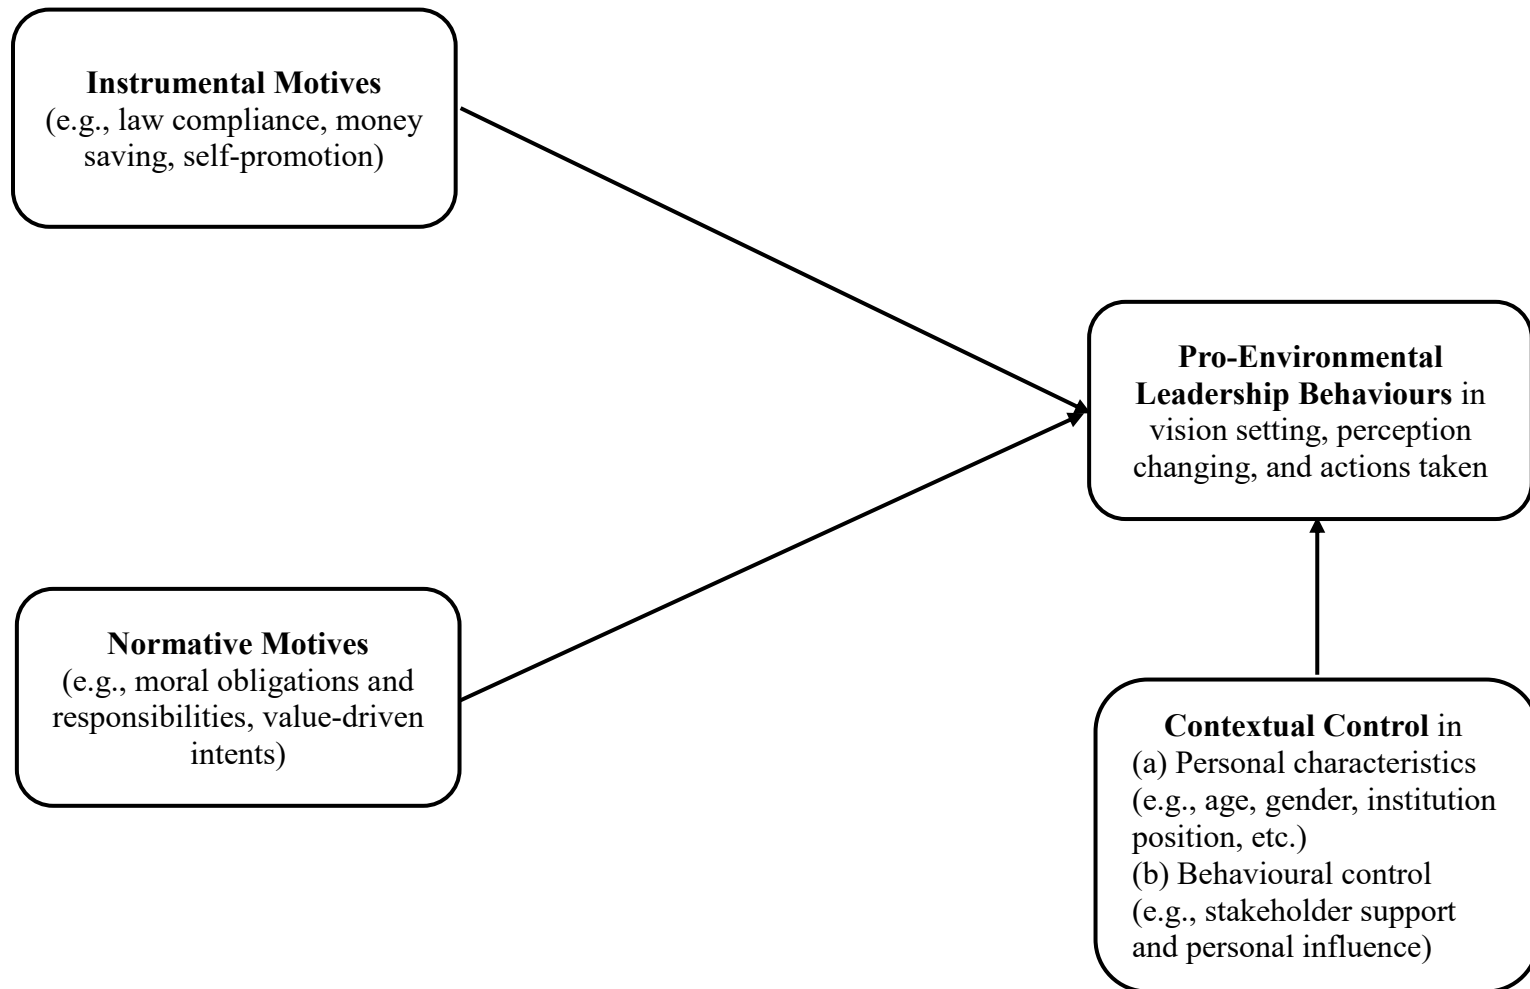 Instrumental Motives
(e.g., law compliance, money
saving, self-promotion)
Pro-Environmental
Leadership Behaviours in
vision setting, perception
changing, and actions taken
Normative Motives
(e.g., moral obligations and
responsibilities, value-driven
intents)
Contextual Control in
(a) Personal characteristics
(e.g., age, gender, institution
position, etc.)
(b) Behavioural control
(e.g., stakeholder support
and personal influence)